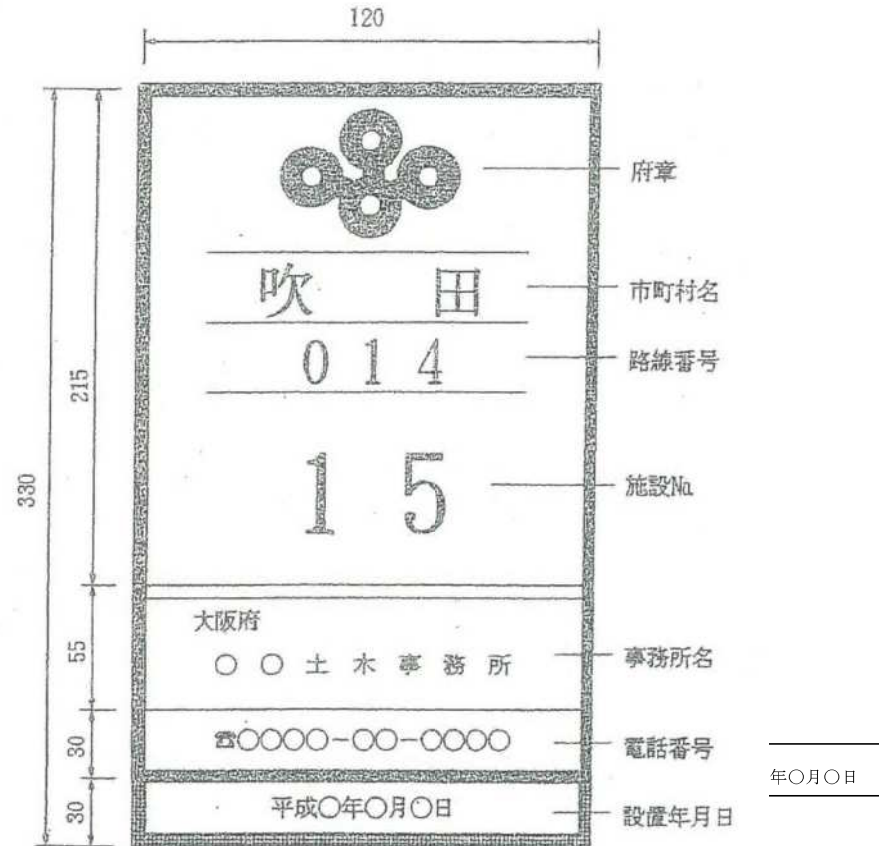 120
府章
吹 田
市町村名
014
路線番号
215
330
15
施設No.
大阪府
○○土木事務所
事務所名
55
☎○○○○-○○-○○○○
電話番号
30
平成○年○月○日
設置年月日
30
年○月○日